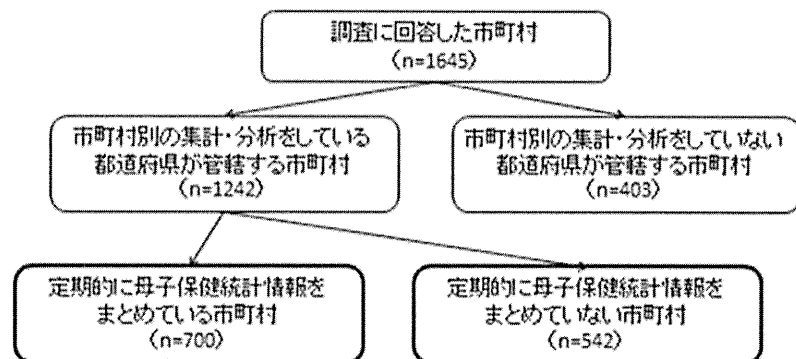 調査に回答した市町村
(n=1645)
市町村別の集計・分析をしている
都道府県が管轄する市町村
(n=1242)
市町村別の集計・分析をしていない
都道府県が管轄する市町村
(n=403)
定期的に母子保健統計情報を
まとめている市町村
(n=700)
定期的に母子保健統計情報を
まとめていない市町村
(n=542)